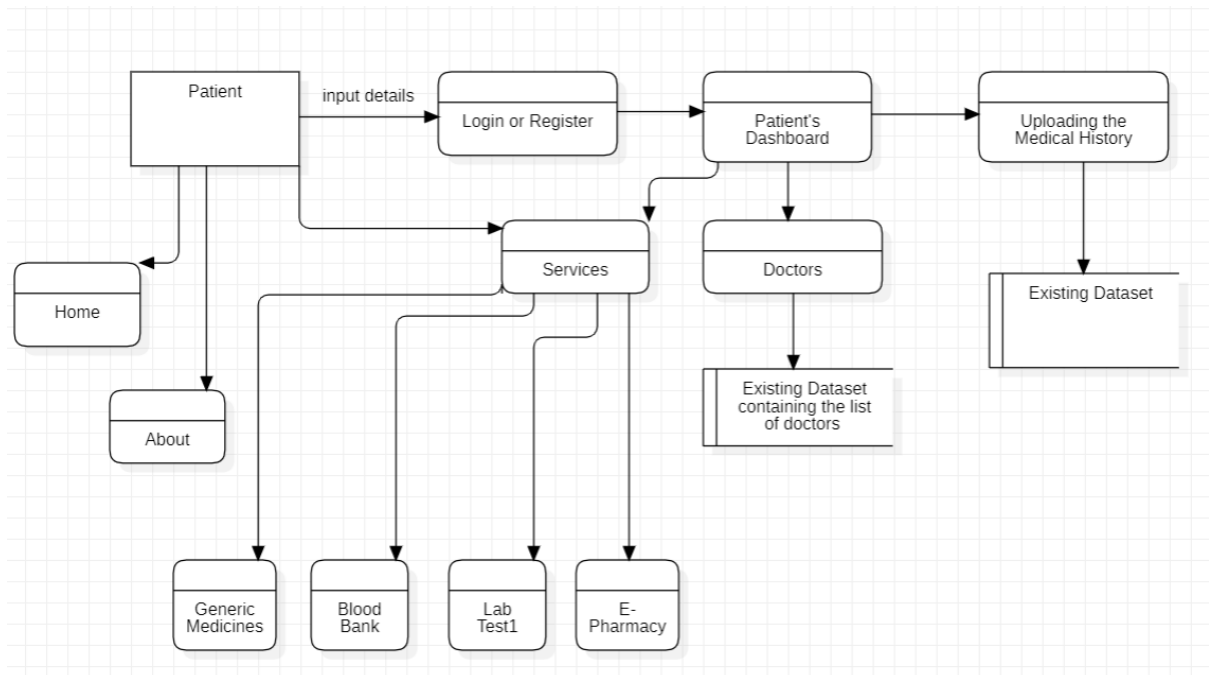 Patient
input details
Login or Register
Patient's
Dashboard
Uploading the
Medical History
Services
Doctors
Home
Existing Dataset
About
Existing Dataset
containing the list
of doctors
Generic
Medicines
Blood
Bank
Lab
Test1
E-
Pharmacy